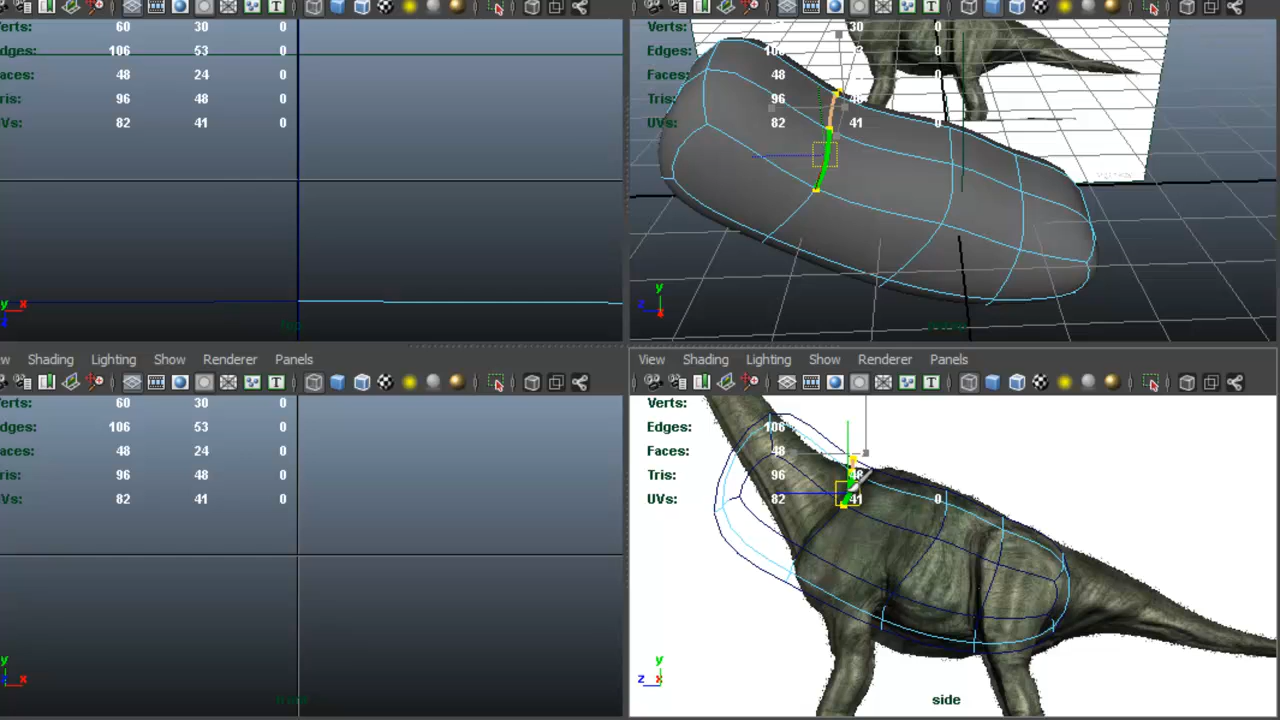 Verts: 60 30
Edges: 106 53 0
Faces: 48 24 0
Tris: 96 48 0
UVs: 82 41 0
top
30 0
Edges: 106 0
Faces: 48 0
Tris: 96 48
UVs: 82 41 0
Shading Lighting Show Renderer Panels
View Shading Lighting Show Renderer Panels
Verts: 60 30 0
Edges: 106 53 0
Faces: 48 24 0
Tris: 96 48 0
UVs: 82 41 0
Verts:
Edges: 106
Faces: 48
Tris: 96 48
UVs: 82 41 0
y
z x
side